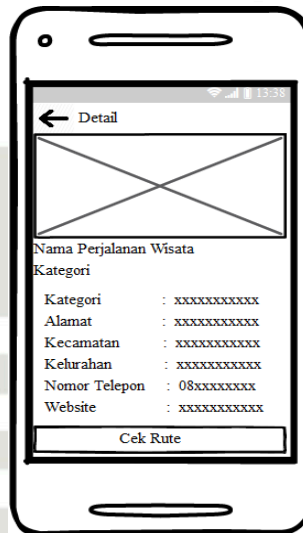 13:38
Detail
Nama Perjalanan Wisata
Kategori
Kategori : xxxxxxxxxxx
Alamat : xxxxxxxxxxx
Kecamatan : xxxxxxxxxxx
Kelurahan : xxxxxxxxxxx
Nomor Telepon : 08xxxxxxxx
Website : xxxxxxxxxxx
Cek Rute